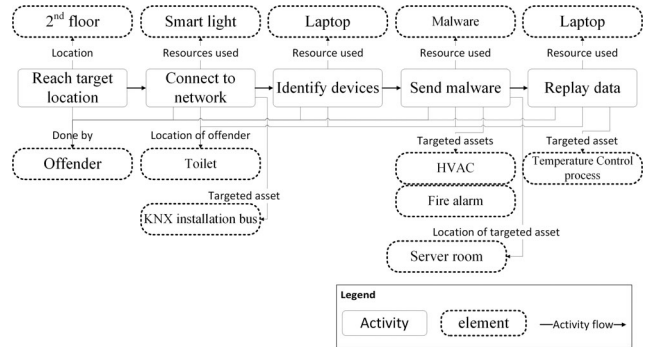 2nd floor
Smart light
Laptop
Malware
Laptop
Location
Resources used
Resource used
Resource used
Resource used
Reach target
location
Connect to
network
Identify devices
Send malware
Replay data
Done by
Location of offender
Targeted assets
Targeted asset
Offender
Toilet
HVAC
Temperature Control
process
Targeted asset
Fire alarm
KNX installation bus
Location of targeted asset
Server room
Legend
Activity
element
Activity flow